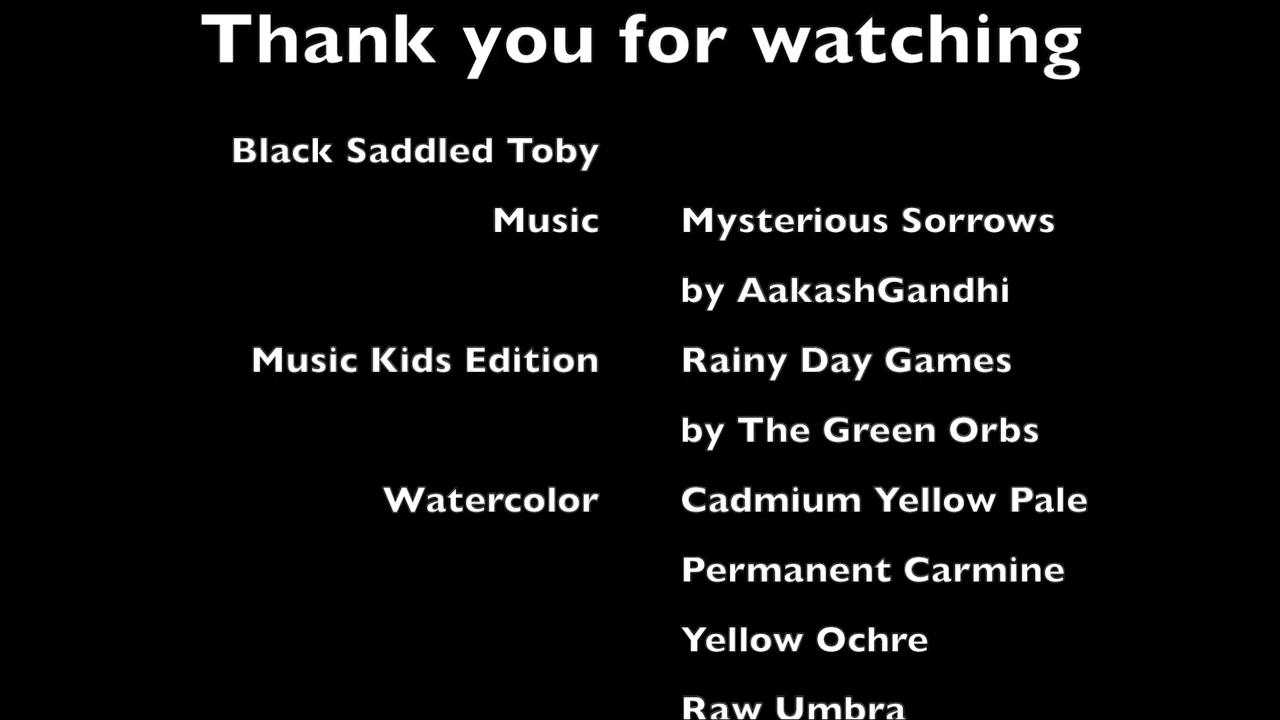 Thank you for watching
Black Saddled Toby
Music Mysterious Sorrows
by AakashGandhi
Music Kids Edition Rainy Day Games
by The Green Orbs
Watercolor Cadmium Yellow Pale
Permanent Carmine
Yellow Ochre
Raw Umbra